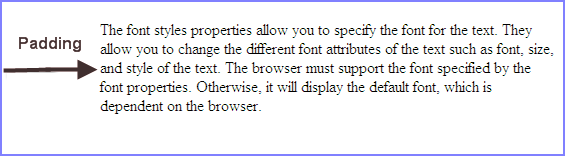 Padding
The font styles properties allow you to specify the font for the text. They
allow you to change the different font attributes of the text such as font, size,
and style of the text. The browser must support the font specified by the
font properties. Otherwise, it will display the default font, which is
dependent on the browser.